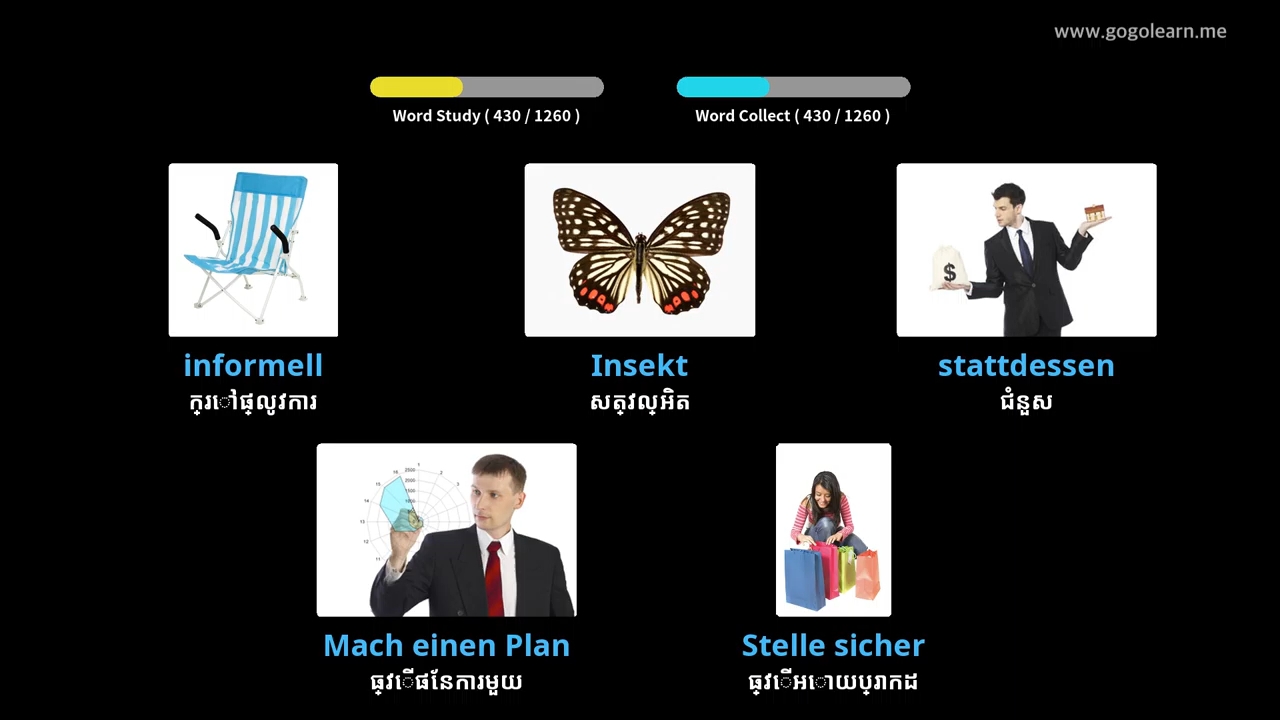 www.gogolearn.me
Word Study ( 430 / 1260 )
Word Collect ( 430 / 1260 )
informell
ក្រៅផ្លូវការ
Insekt
សត្វល្អិត
stattdessen
ជំនួស
Mach einen Plan
ធ្វើផែនការមួយ
Stelle sicher
ធ្វើអោយប្រាកដ